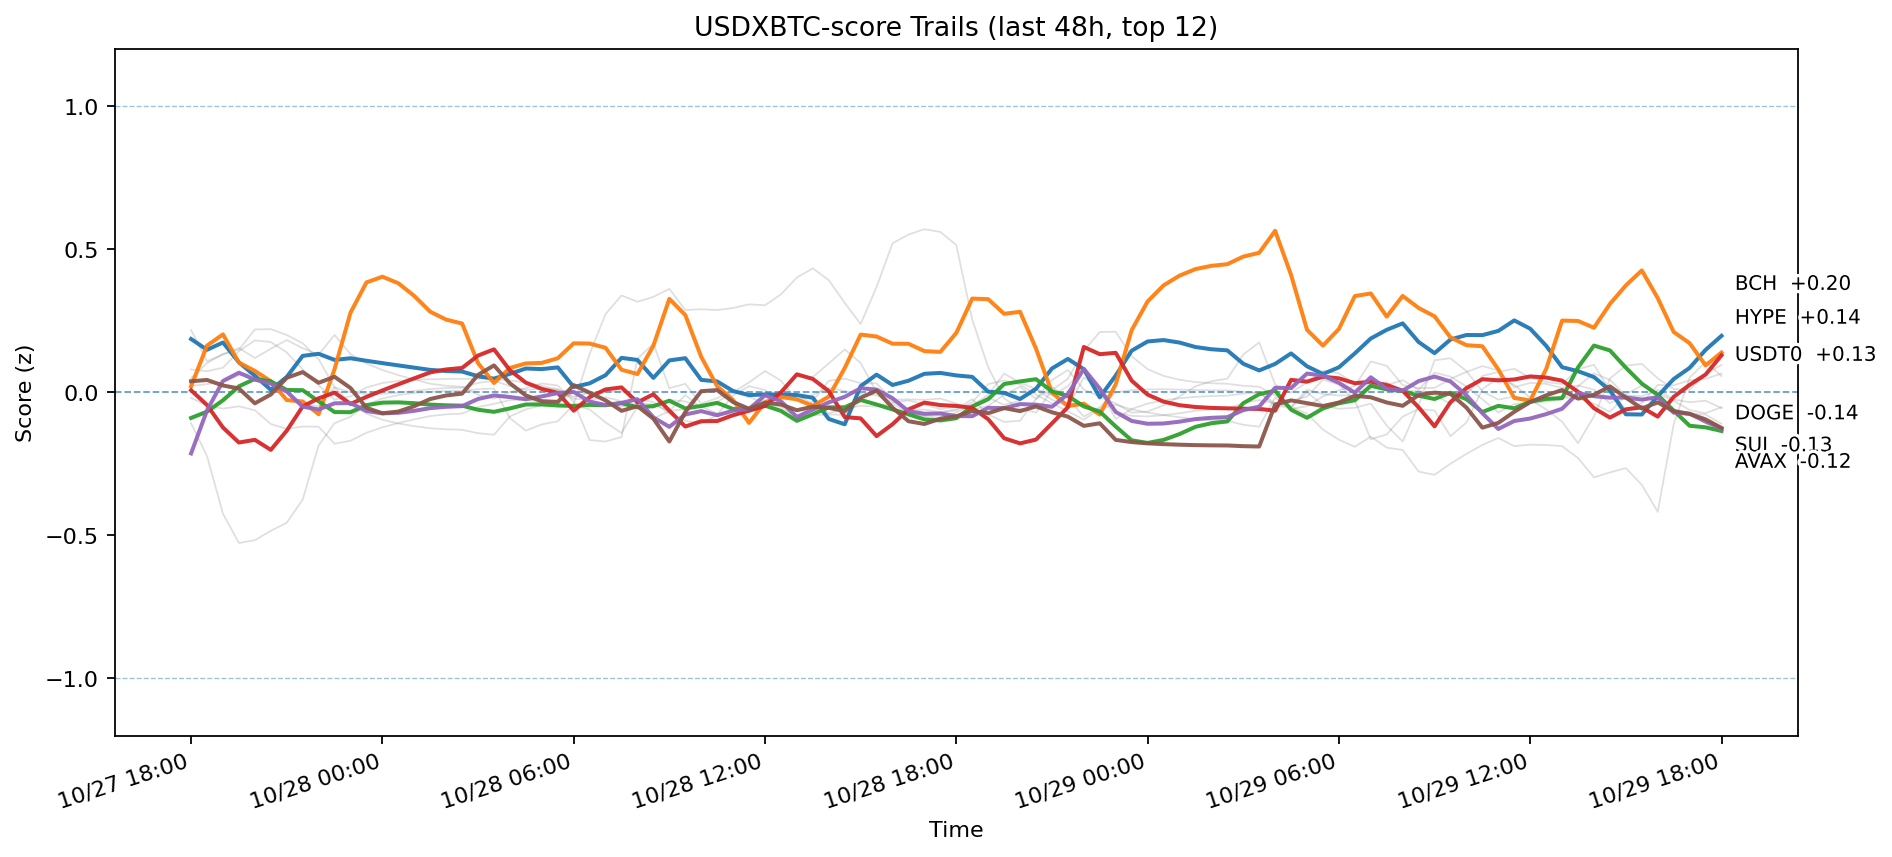 USDXBTC-score Trails (last 48h, top 12)
Score (z)
1.0
0.5
0.0
−0.5
−1.0
BCH +0.20
HYPE +0.14
USDT0 +0.13
DOGE -0.14
SUI -0.13
AVAX -0.12
10/27 18:00
10/28 00:00
10/28 06:00
10/28 12:00
10/28 18:00
10/29 00:00
10/29 06:00
10/29 12:00
10/29 18:00
Time